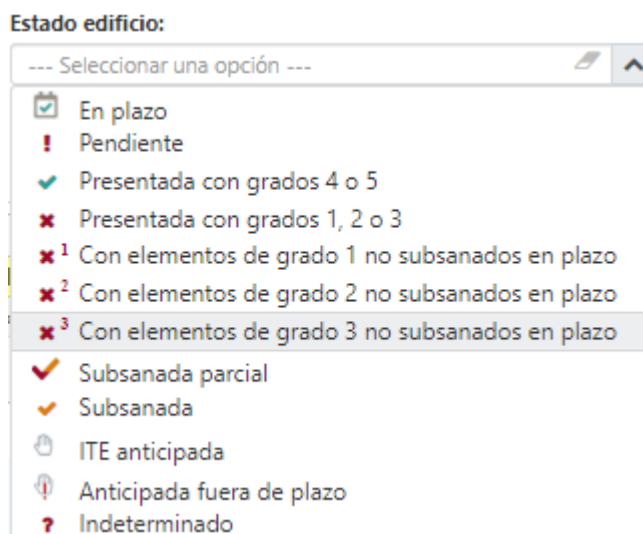 Estado edificio:
--- Seleccionar una opción ---
En plazo
! Pendiente
Presentada con grados 4 o 5
Presentada con grados 1, 2 o 3
1 Con elementos de grado 1 no subsanados en plazo
2 Con elementos de grado 2 no subsanados en plazo
3 Con elementos de grado 3 no subsanados en plazo
Subsanada parcial
Subsanada
ITE anticipada
Anticipada fuera de plazo
? Indeterminado